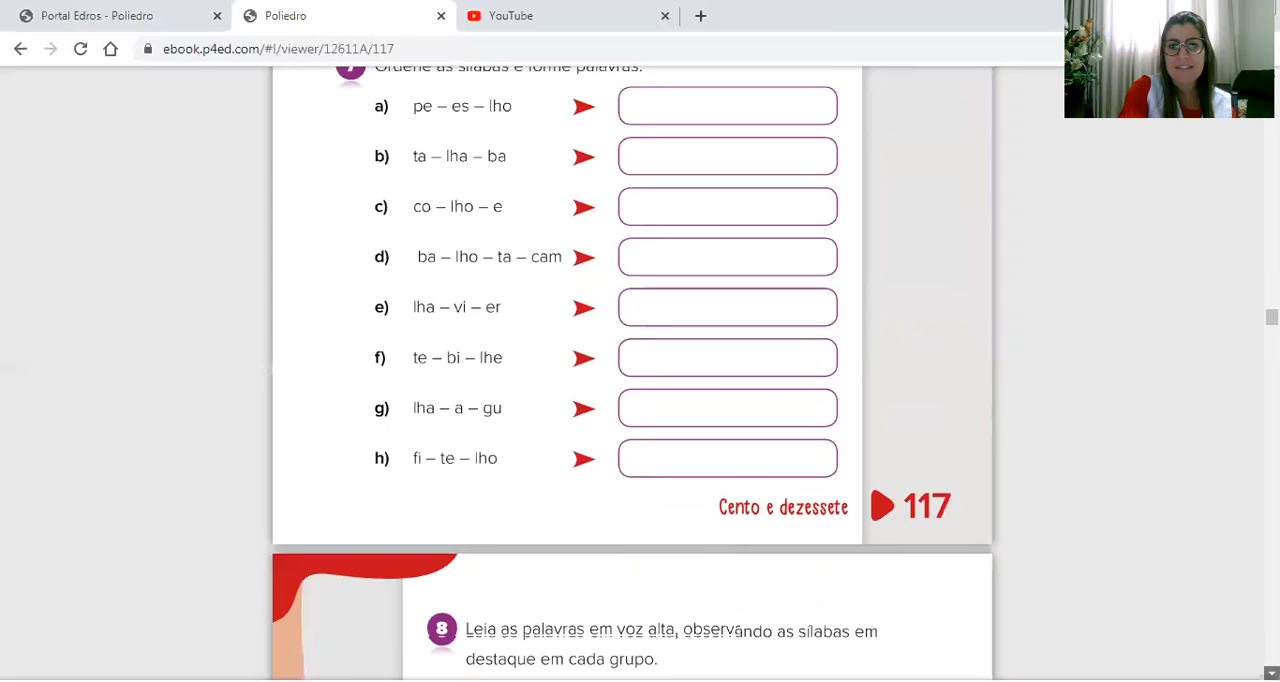 Portal Edros - Poliedro
Poliedro
YouTube
ebook.p4ed.com/#!/viewer/12611A/117
7 Ordene as sílabas e forme palavras.
a) pe – es – lho
b) ta – lha – ba
c) co – lho – e
d) ba – lho – ta – cam
e) lha – vi – er
f) te – bi – lhe
g) lha – a – gu
h) fi – te – lho
Cento e dezessete 117
8 Leia as palavras em voz alta, observando as sílabas em
destaque em cada grupo.